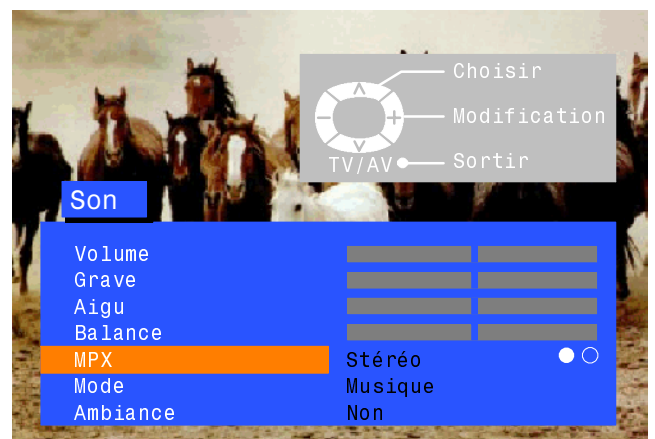 Choisir
Modification
TV/AV Sortir
Son
Volume
Grave
Aigu
Balance
MPX Stéréo
Mode Musique
Ambiance Non